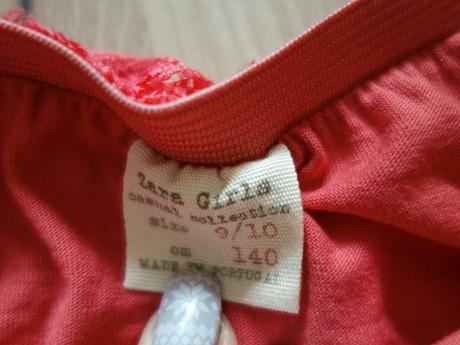 Zara Girls
casual collection
size 9/10
cm 140
MADE IN PORTUGAL